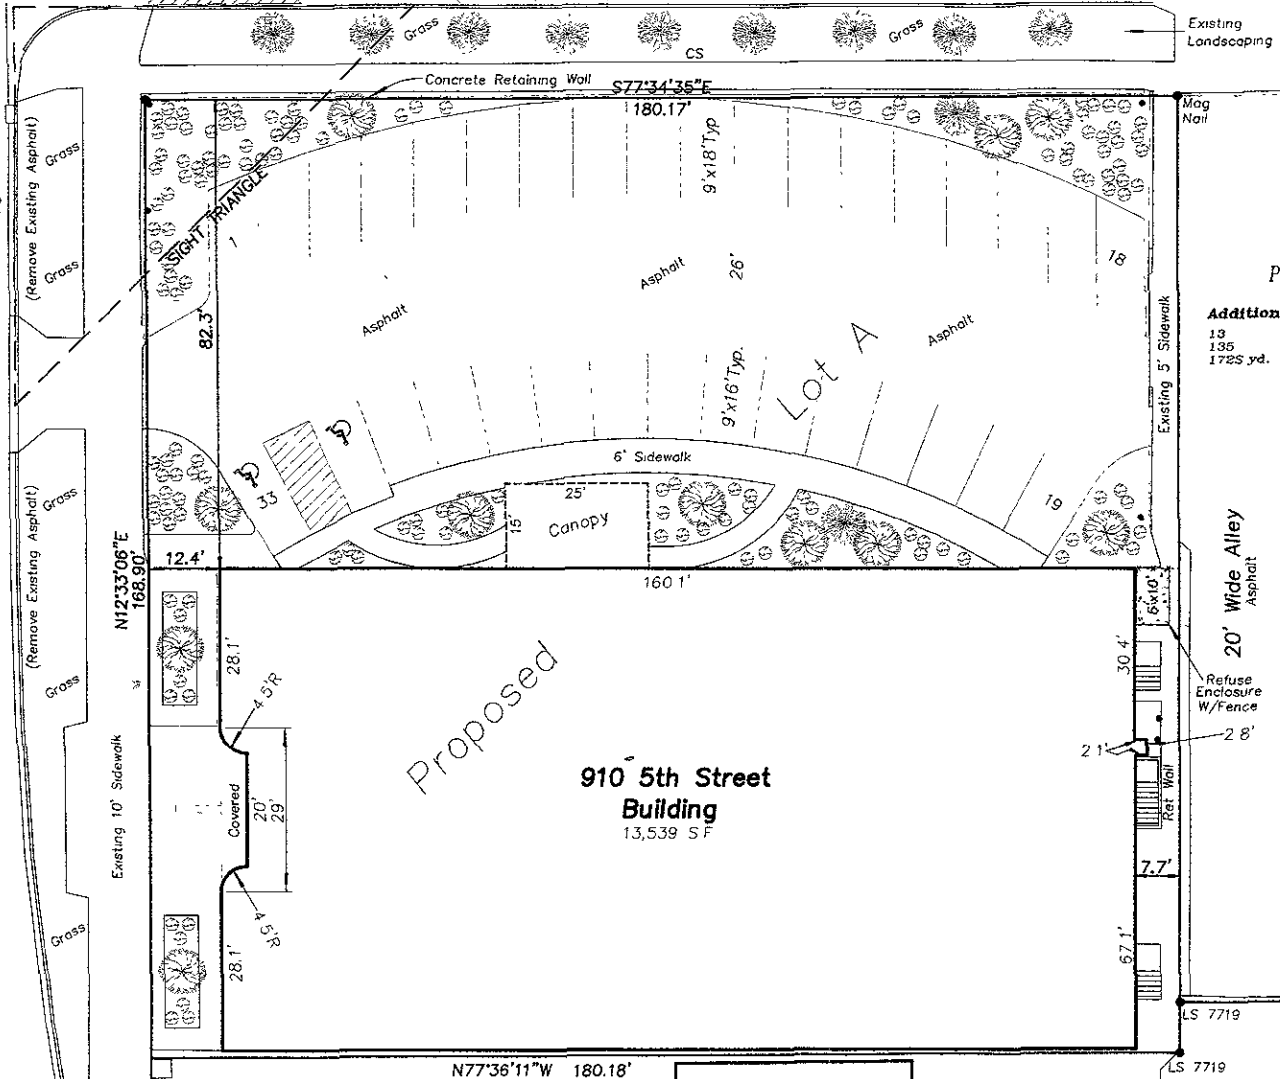 Grass
Grass
Existing
Landscaping
CS
Concrete Retaining Wall
S77°34'35"E
180.17'
Mag
Nail
(Remove Existing Asphalt)
Grass
Grass
SIGHT TRIANGLE
1
9'x18'Typ
18
Asphalt
26'
Asphalt
Asphalt
82.3'
Lot A
9'x16'Typ.
Existing 5' Sidewalk
P
Addition
13
135
172S yd.
6' Sidewalk
33
19
25'
15'
Canopy
(Remove Existing Asphalt)
Grass
Grass
Grass
N12°33'06"E
168.90'
12.4'
160 1'
6'x10'
20' Wide Alley
Asphalt
28.1'
30 4'
Refuse
Enclosure
W/Fence
4 5'R
2 1'
2 8'
Proposed
910 5th Street
Building
13,539 S F
Covered
20'
29'
Existing 10' Sidewalk
Ret Wall
7.7'
4 5'R
28.1'
67.1'
LS 7719
LS 7719
N77°36'11"W 180.18'